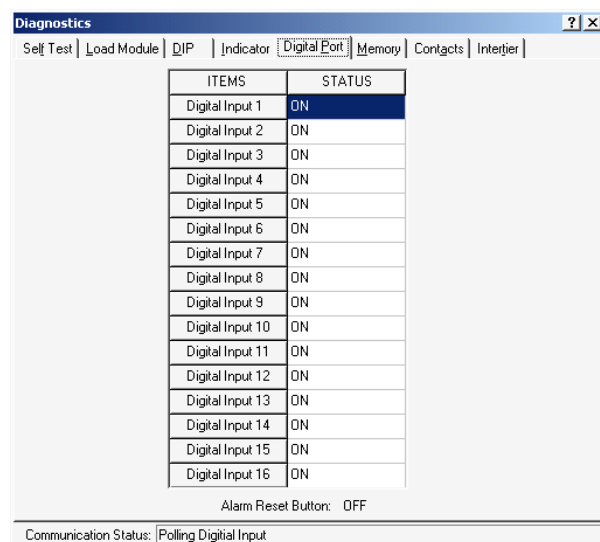 Diagnostics
Self Test Load Module DIP Indicator Digital Port Memory Contacts Intertier
ITEMS STATUS
Digital Input 1 ON
Digital Input 2 ON
Digital Input 3 ON
Digital Input 4 ON
Digital Input 5 ON
Digital Input 6 ON
Digital Input 7 ON
Digital Input 8 ON
Digital Input 9 ON
Digital Input 10 ON
Digital Input 11 ON
Digital Input 12 ON
Digital Input 13 ON
Digital Input 14 ON
Digital Input 15 ON
Digital Input 16 ON
Alarm Reset Button: OFF
Communication Status: Polling Digitial Input